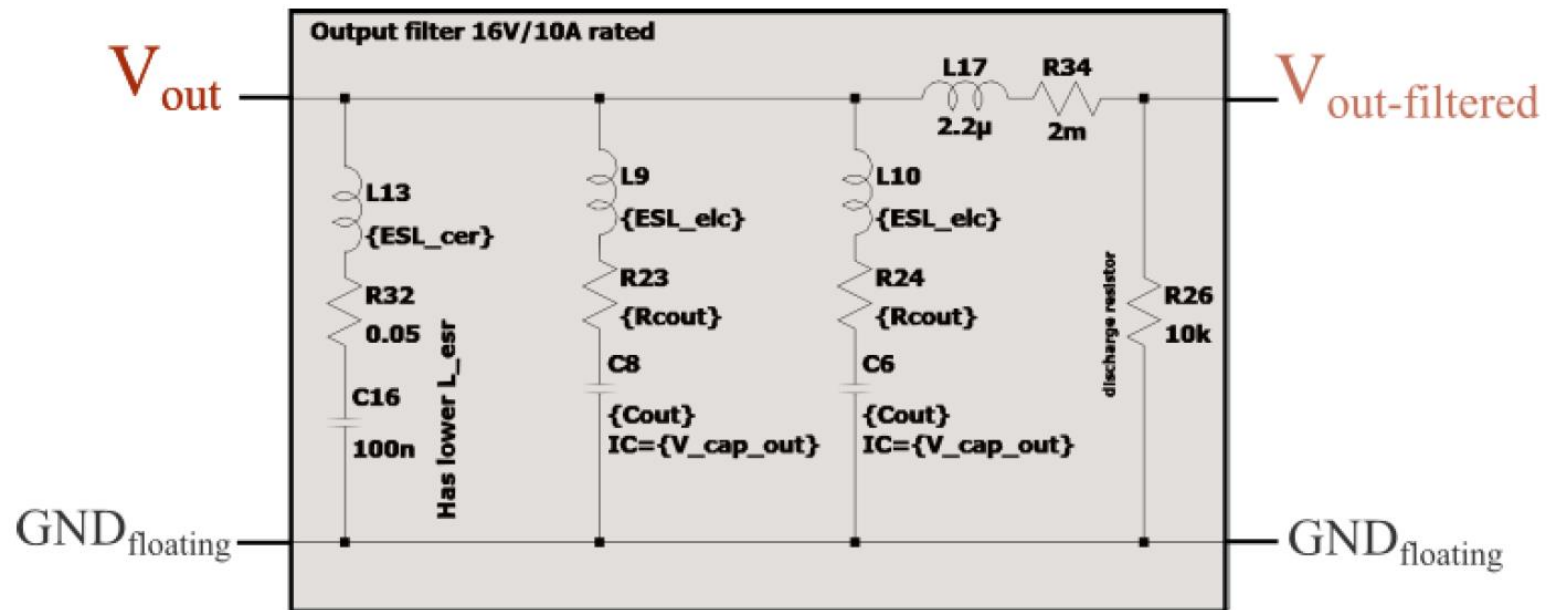 Output filter 16V/10A rated
Vout
Vout-filtered
L17
2.2µ
R34
2m
L13
{ESL_cer}
R32
0.05
C16
100n
Has lower L_esr
L9
{ESL_elc}
R23
{Rcout}
C8
{Cout}
IC={V_cap_out}
L10
{ESL_elc}
R24
{Rcout}
C6
{Cout}
IC={V_cap_out}
discharge resistor
R26
10k
GNDfloating
GNDfloating